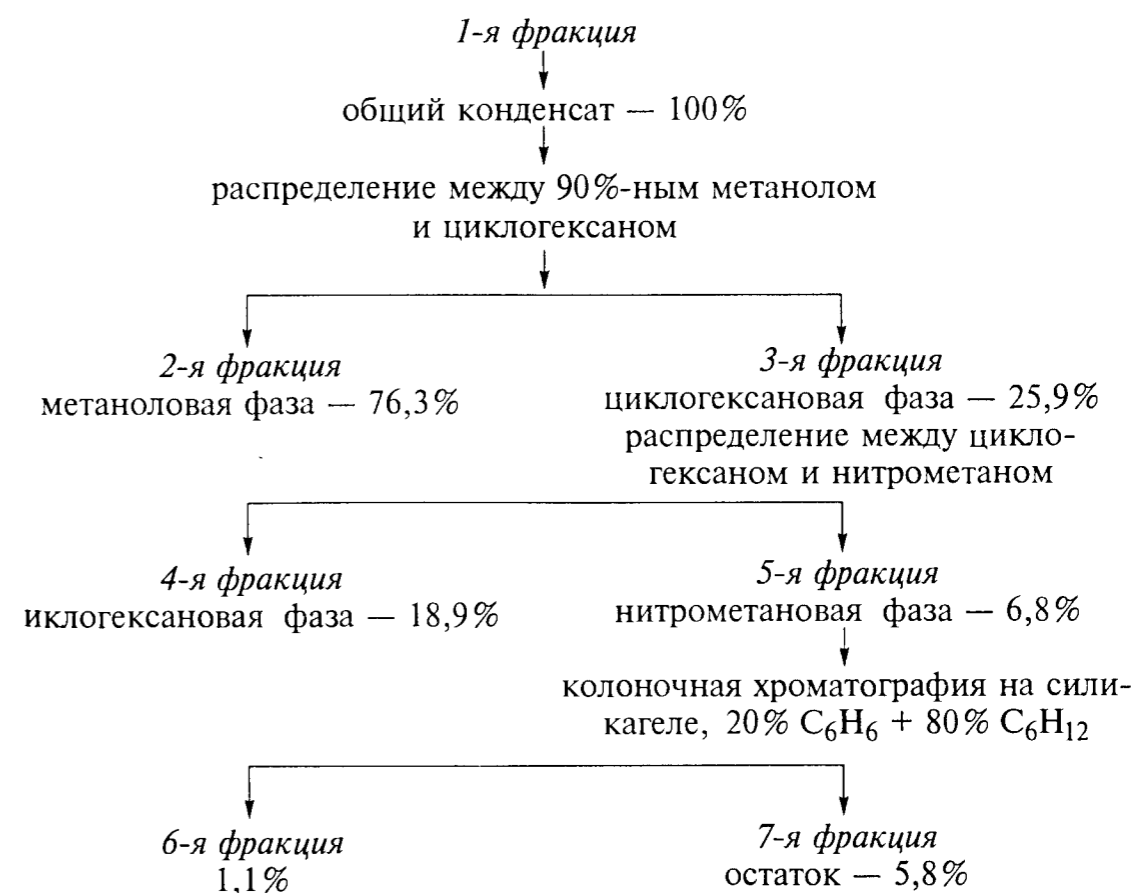 1-я фракция
общий конденсат — 100%
распределение между 90%-ным метанолом
и циклогексаном
2-я фракция
метаноловая фаза — 76,3%
3-я фракция
циклогексановая фаза — 25,9%
распределение между цикло-
гексаном и нитрометаном
4-я фракция
иклогексановая фаза — 18,9%
5-я фракция
нитрометановая фаза — 6,8%
колоночная хроматография на сили-
кагеле, 20% C₆H₆ + 80% C₆H₁₂
6-я фракция
1,1%
7-я фракция
остаток — 5,8%